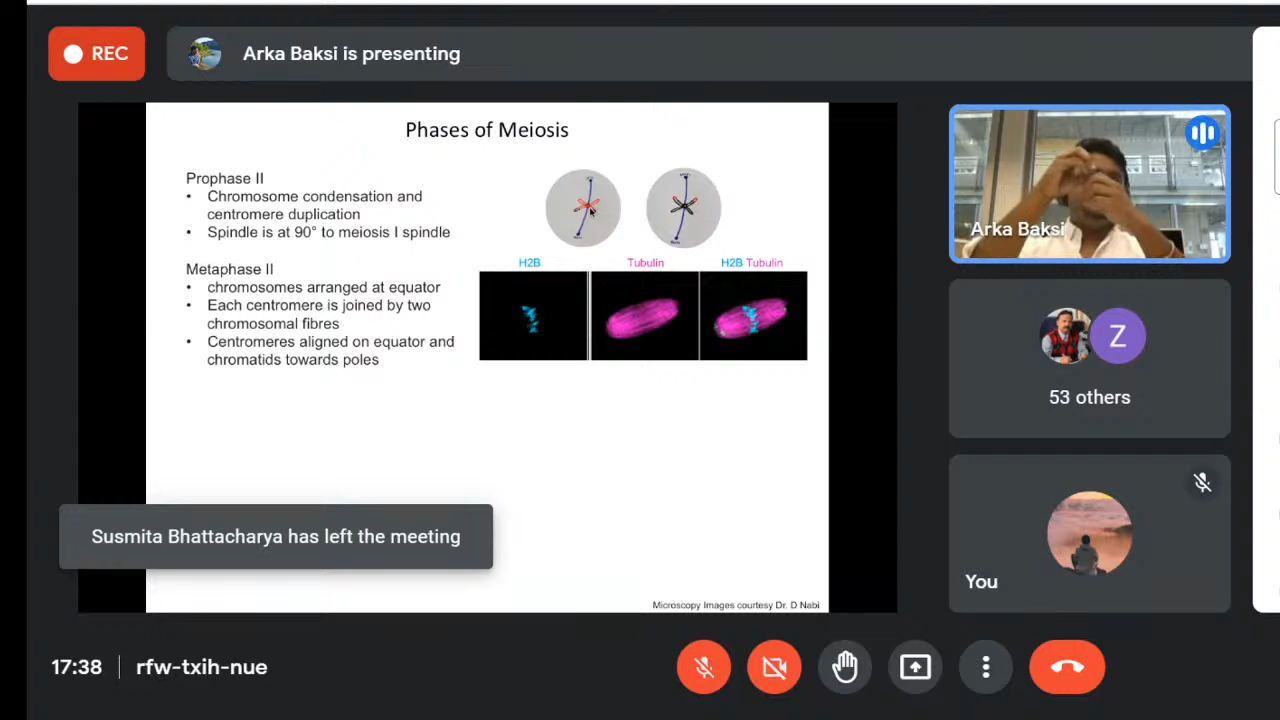 REC
Arka Baksi is presenting
Phases of Meiosis
Prophase II
• Chromosome condensation and
centromere duplication
• Spindle is at 90° to meiosis I spindle
Metaphase II
• chromosomes arranged at equator
• Each centromere is joined by two
chromosomal fibres
• Centromeres aligned on equator and
chromatids towards poles
H2B
Tubulin
H2B Tubulin
Microscopy Images courtesy Dr. D Nabi
Arka Baksi
Z
53 others
You
Susmita Bhattacharya has left the meeting
17:38
rfw-txih-nue